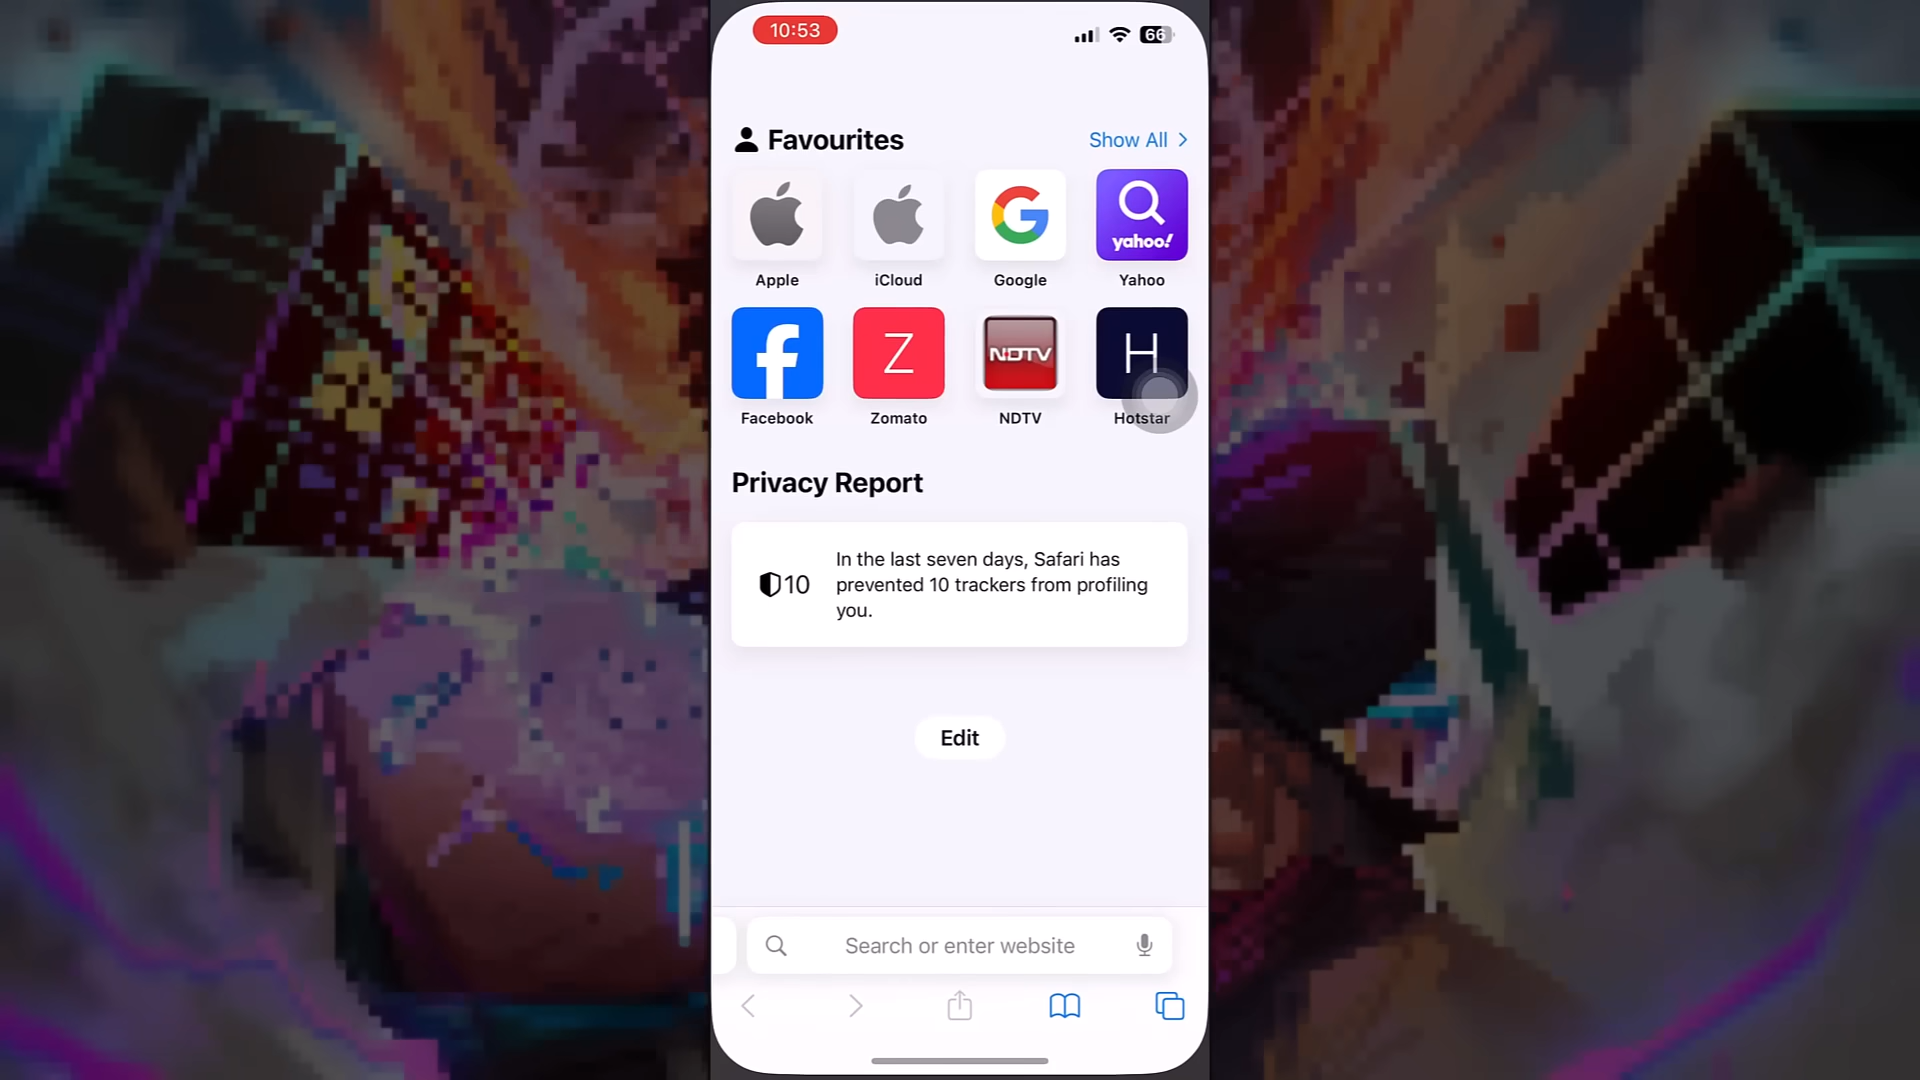 10:53
66
Favourites
Show All
yahoo!
Apple
iCloud
Google
Yahoo
Z
NDTV
H
Facebook
Zomato
NDTV
Hotstar
Privacy Report
10
In the last seven days, Safari has
prevented 10 trackers from profiling
you.
Edit
Search or enter website